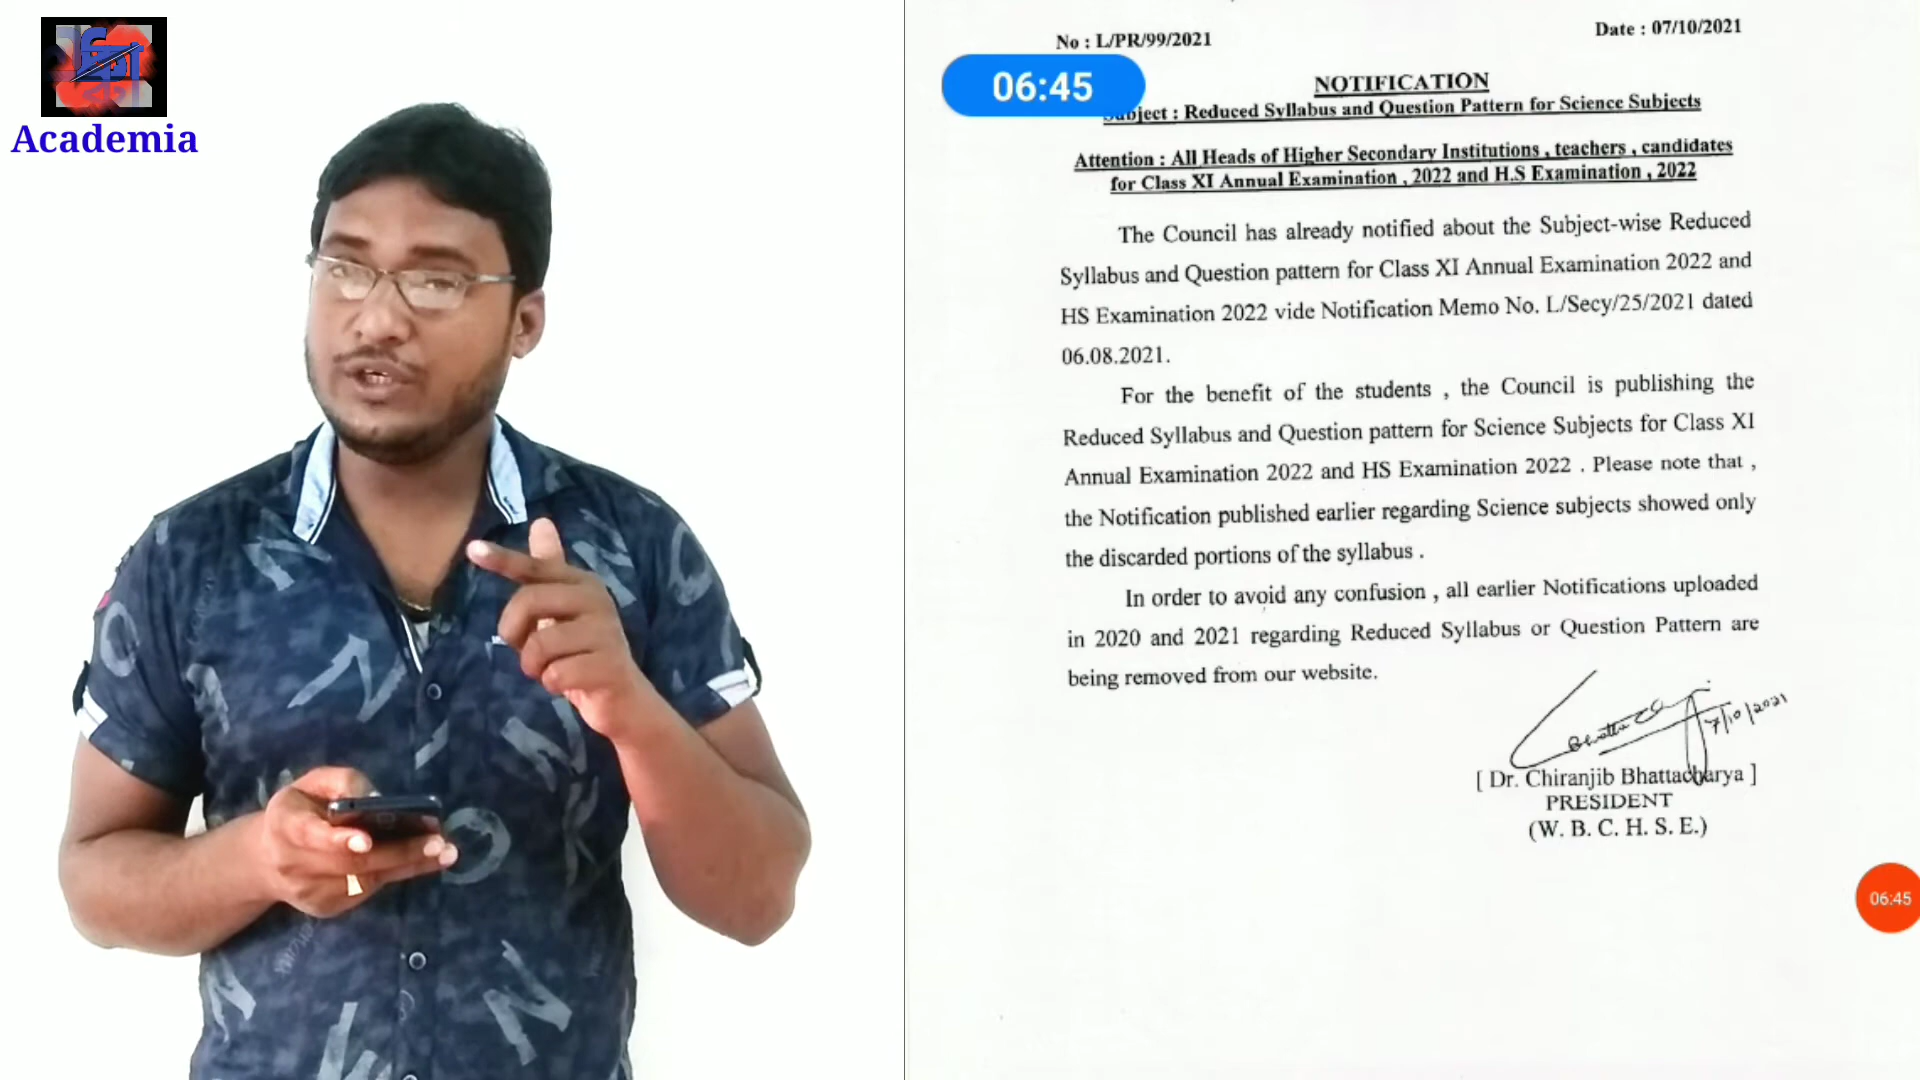 Academia
No : L/PR/99/2021
Date : 07/10/2021
06:45
NOTIFICATION
Subject : Reduced Syllabus and Question Pattern for Science Subjects
Attention : All Heads of Higher Secondary Institutions , teachers , candidates
for Class XI Annual Examination , 2022 and H.S Examination , 2022
The Council has already notified about the Subject-wise Reduced
Syllabus and Question pattern for Class XI Annual Examination 2022 and
HS Examination 2022 vide Notification Memo No. L/Secy/25/2021 dated
06.08.2021.
For the benefit of the students , the Council is publishing the
Reduced Syllabus and Question pattern for Science Subjects for Class XI
Annual Examination 2022 and HS Examination 2022 . Please note that ,
the Notification published earlier regarding Science subjects showed only
the discarded portions of the syllabus .
In order to avoid any confusion , all earlier Notifications uploaded
in 2020 and 2021 regarding Reduced Syllabus or Question Pattern are
being removed from our website.
7/10/2021
[ Dr. Chiranjib Bhattacharya ]
PRESIDENT
(W. B. C. H. S. E.)
06:45